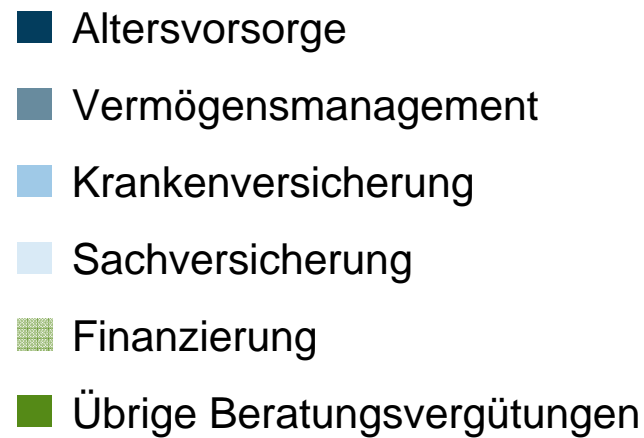 Altersvorsorge
Vermögensmanagement
Krankenversicherung
Sachversicherung
Finanzierung
Übrige Beratungsvergütungen